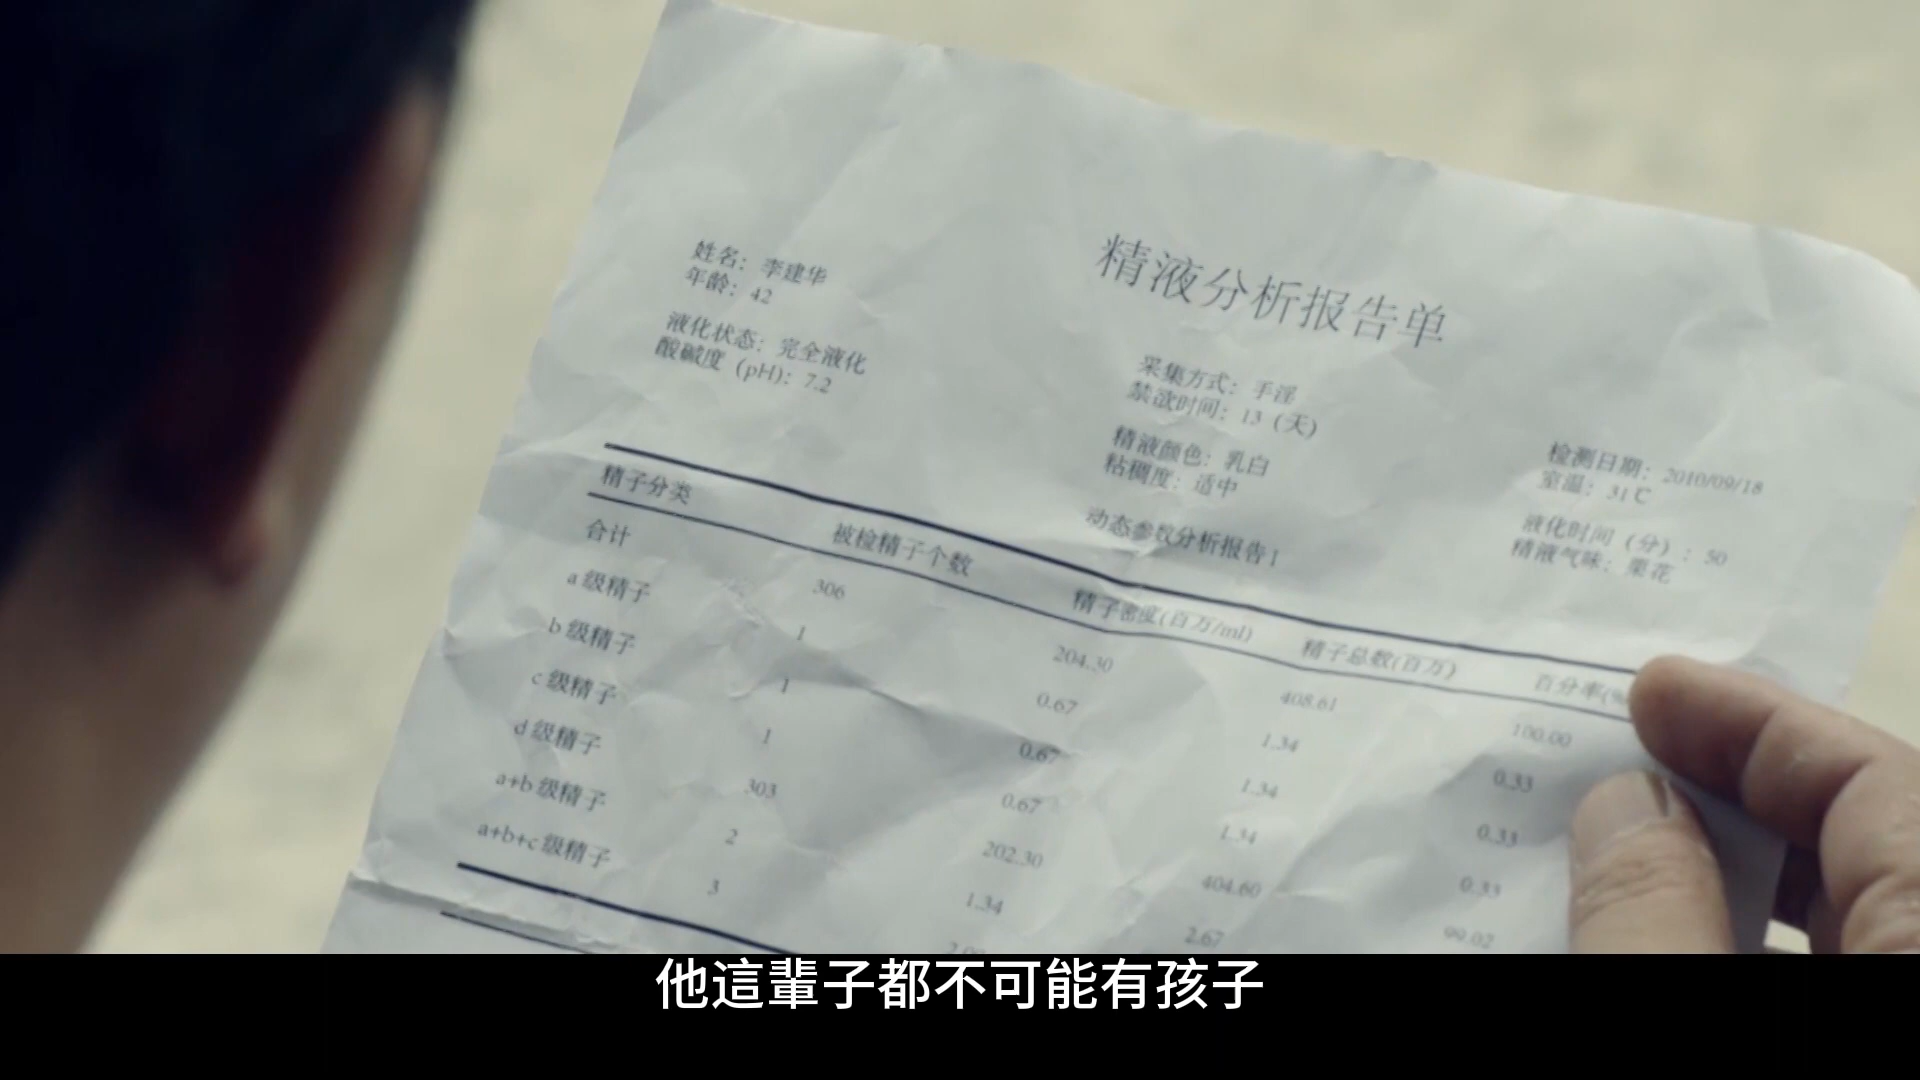 精液分析报告单
姓名：李建华
年龄：42
液化状态：完全液化
酸碱度（pH）：7.2
采集方式：手淫
禁欲时间：13（天）
精液颜色：乳白
粘稠度：适中
检测日期：2010/09/18
室温：31℃
液化时间（分）：50
精液气味：栗花
动态参数分析报告1
精子分类 被检精子个数 精子密度(百万/ml) 精子总数(百万) 百分率(%
合计 306 204.30 408.61 100.00
a 级精子 1 0.67 1.34 0.33
b 级精子 1 0.67 1.34 0.33
c 级精子 1 0.67 1.34 0.33
d 级精子 303 202.30 404.60 99.02
a+b 级精子 2 1.34 2.67
a+b+c 级精子 3
他這輩子都不可能有孩子